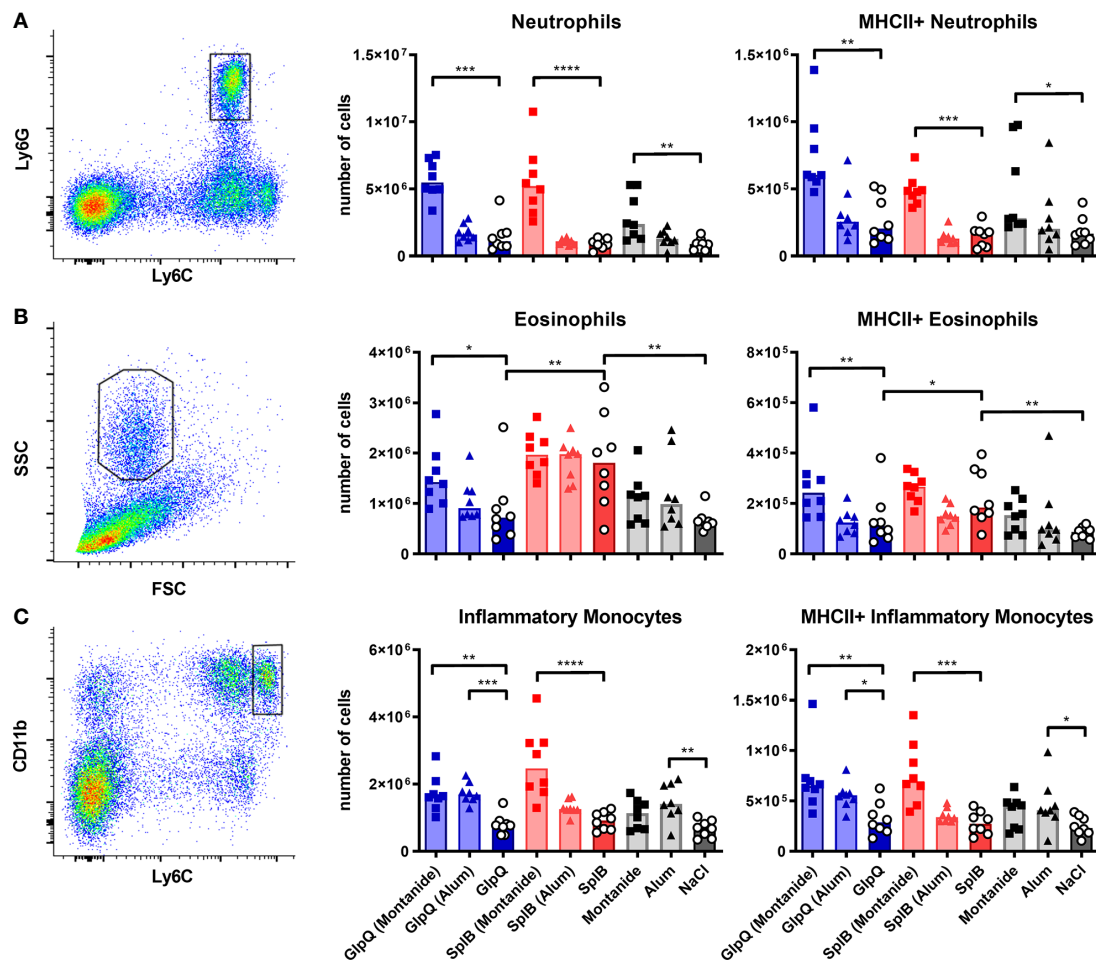 A
Ly6G
Ly6C
Neutrophils
number of cells
1.5×10⁷
1×10⁷
5×10⁶
0
***
****
**
MHCII+ Neutrophils
1.5×10⁶
1×10⁶
5×10⁵
0
**
***
*
B
SSC
FSC
Eosinophils
number of cells
4×10⁶
3×10⁶
2×10⁶
1×10⁶
0
*
**
**
MHCII+ Eosinophils
8×10⁵
6×10⁵
4×10⁵
2×10⁵
0
**
*
**
C
CD11b
Ly6C
Inflammatory Monocytes
number of cells
6×10⁶
4×10⁶
2×10⁶
0
**
***
****
**
GlpQ (Montanide)
GlpQ (Alum)
GlpQ
SplB (Montanide)
SplB (Alum)
SplB
Montanide
Alum
NaCl
MHCII+ Inflammatory Monocytes
2×10⁶
1.5×10⁶
1×10⁶
5×10⁵
0
**
*
***
*
GlpQ (Montanide)
GlpQ (Alum)
GlpQ
SplB (Montanide)
SplB (Alum)
SplB
Montanide
Alum
NaCl